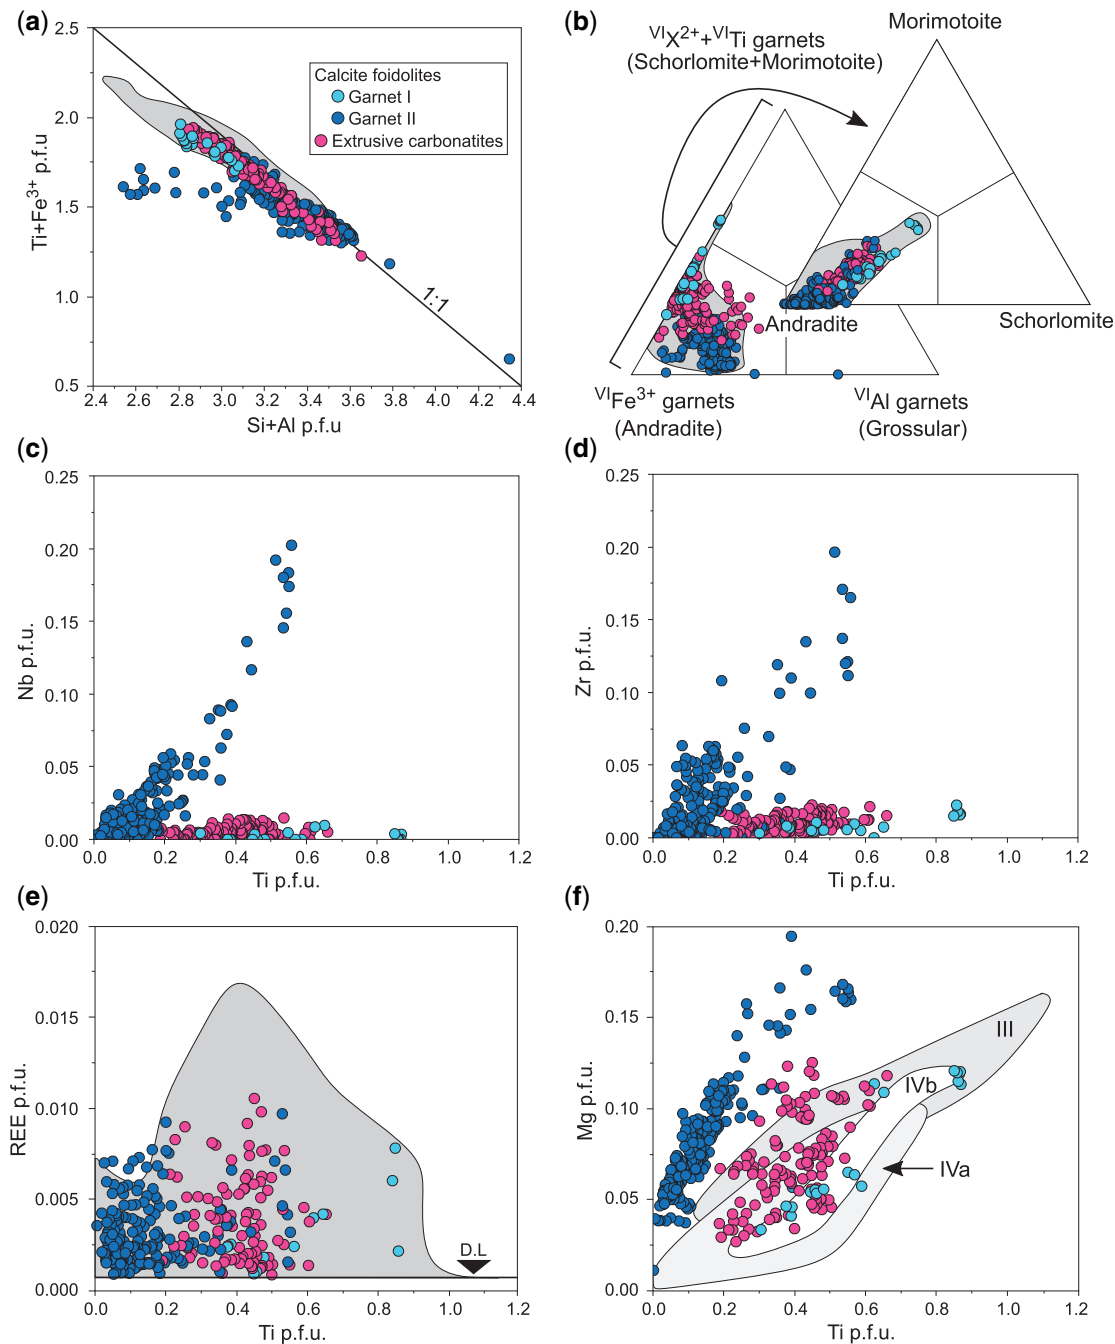 (a)
2.5
2.0
1.5
1.0
0.5
Ti+Fe³⁺ p.f.u
Calcite foidolites
Garnet I
Garnet II
Extrusive carbonatites
1:1
2.4 2.6 2.8 3.0 3.2 3.4 3.6 3.8 4.0 4.2 4.4
Si+Al p.f.u
(b)
Morimotoite
ⱽᴵX²⁺+ⱽᴵTi garnets
(Schorlomite+Morimotoite)
Andradite
Schorlomite
ⱽᴵFe³⁺ garnets
(Andradite)
ⱽᴵAl garnets
(Grossular)
(c)
0.25
0.20
0.15
0.10
0.05
0.00
Nb p.f.u.
0.0 0.2 0.4 0.6 0.8 1.0 1.2
Ti p.f.u.
(d)
0.25
0.20
0.15
0.10
0.05
0.00
Zr p.f.u.
0.0 0.2 0.4 0.6 0.8 1.0 1.2
Ti p.f.u.
(e)
0.020
0.015
0.010
0.005
0.000
REE p.f.u.
D.L
0.0 0.2 0.4 0.6 0.8 1.0 1.2
Ti p.f.u.
(f)
0.20
0.15
0.10
0.05
0.00
Mg p.f.u.
III
IVb
IVa
0.0 0.2 0.4 0.6 0.8 1.0 1.2
Ti p.f.u.